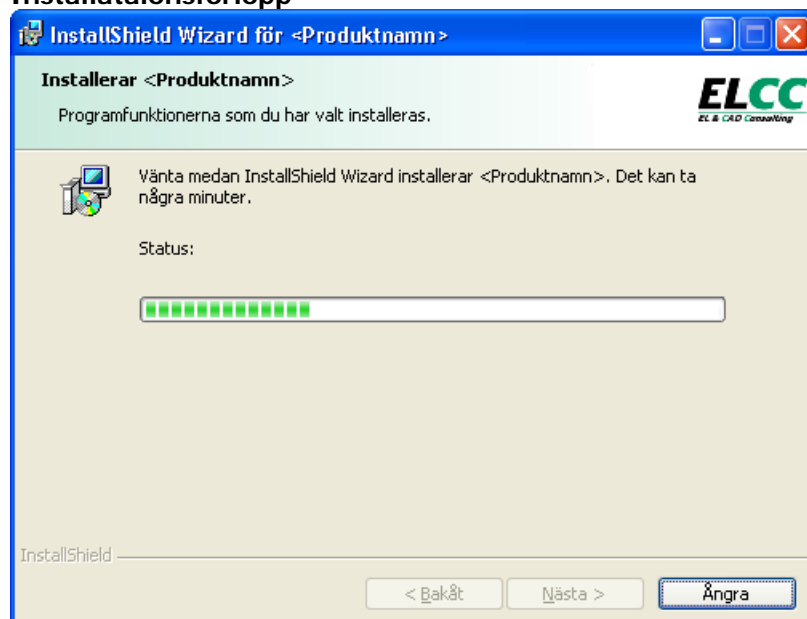 Installatuionsförlopp
InstallShield Wizard för <Produktnamn>
Installerar <Produktnamn>
Programfunktionerna som du har valt installeras.
ELCC
EL & CAD Consulting
Vänta medan InstallShield Wizard installerar <Produktnamn>. Det kan ta
några minuter.
Status:
InstallShield
< Bakåt
Nästa >
Ångra